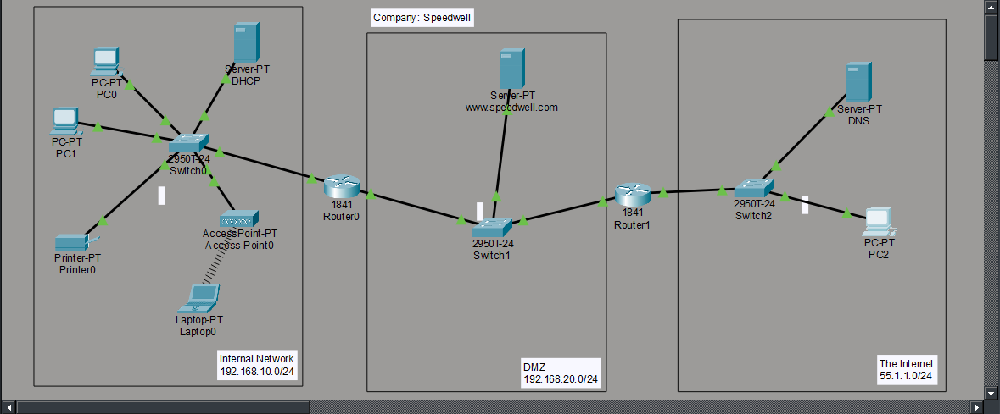 Company: Speedwell
Server-PT
DHCP
PC-PT
PC0
PC-PT
PC1
2950T-24
Switch0
AccessPoint-PT
Access Point0
Printer-PT
Printer0
Laptop-PT
Laptop0
Internal Network
192.168.10.0/24
1841
Router0
Server-PT
www.speedwell.com
2950T-24
Switch1
DMZ
192.168.20.0/24
1841
Router1
Server-PT
DNS
2950T-24
Switch2
PC-PT
PC2
The Internet
55.1.1.0/24